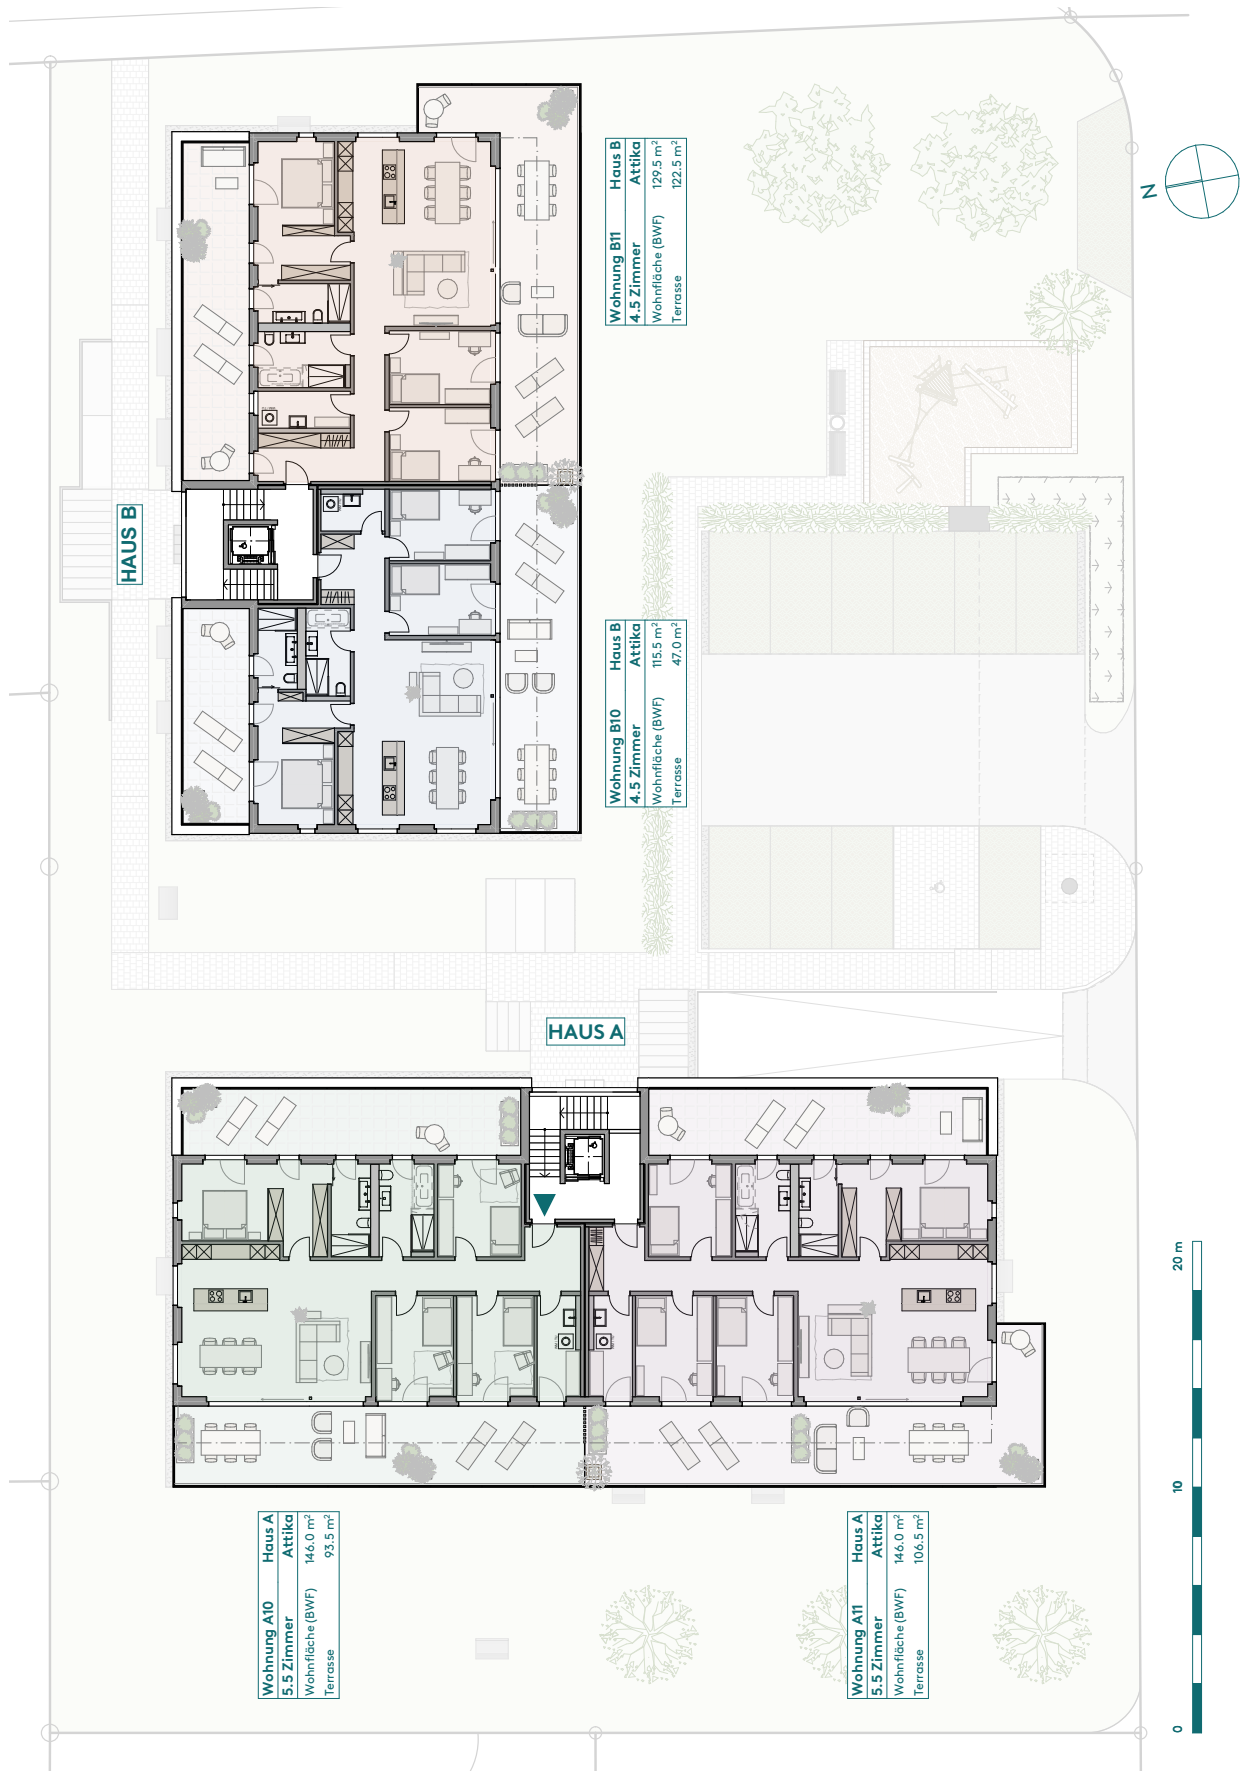 N
Wohnung B11 Haus B
4.5 Zimmer Attika
Wohnfläche (BWF) 129.5 m²
Terrasse 122.5 m²
HAUS B
Wohnung B10 Haus B
4.5 Zimmer Attika
Wohnfläche (BWF) 115.5 m²
Terrasse 47.0 m²
HAUS A
Wohnung A10 Haus A
5.5 Zimmer Attika
Wohnfläche (BWF) 146.0 m²
Terrasse 93.5 m²
Wohnung A11 Haus A
5.5 Zimmer Attika
Wohnfläche (BWF) 146.0 m²
Terrasse 106.5 m²
20 m
10
0